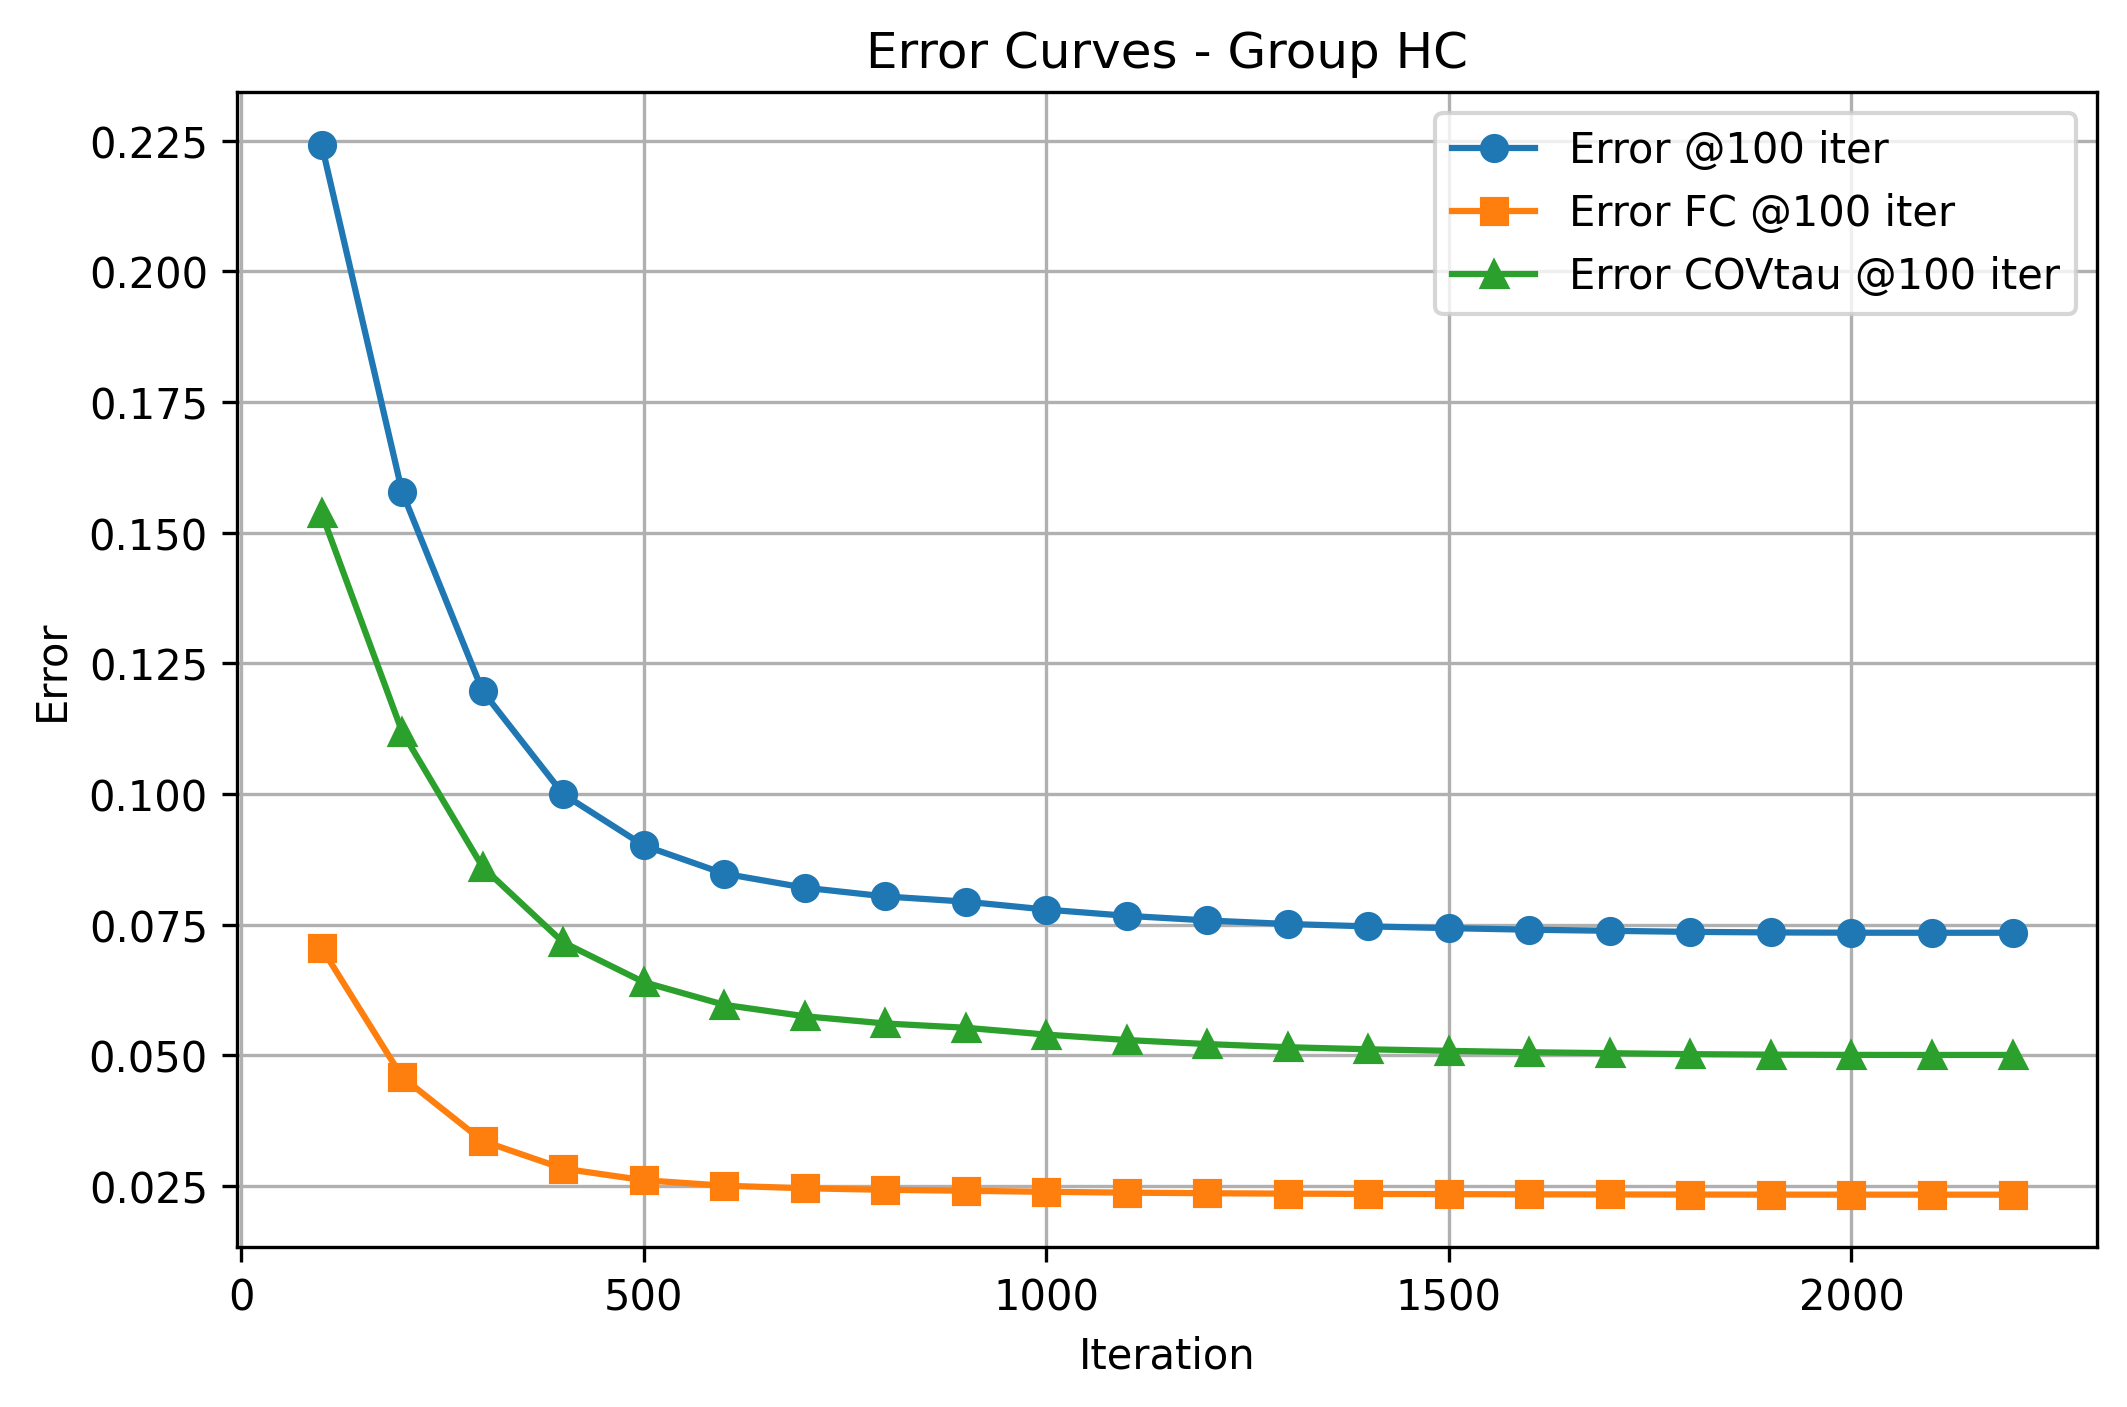 Error Curves - Group HC
Error @100 iter
Error FC @100 iter
Error COVtau @100 iter
0.225
0.200
0.175
0.150
0.125
0.100
0.075
0.050
0.025
Error
0 500 1000 1500 2000
Iteration